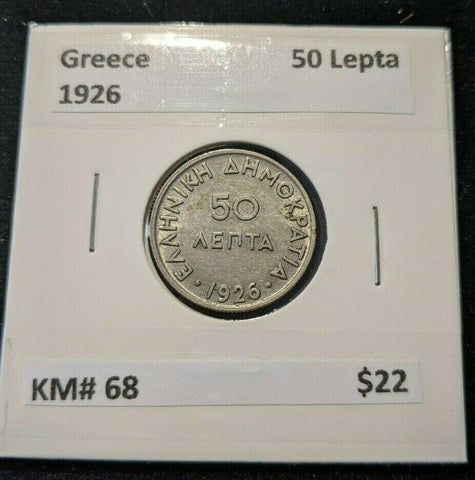 Greece 50 Lepta
1926
ΕΛΛΗΝΙΚΗ ΔΗΜΟΚΡΑΤΙΑ
50
ΛΕΠΤΑ
· 1926 ·
KM# 68 $22